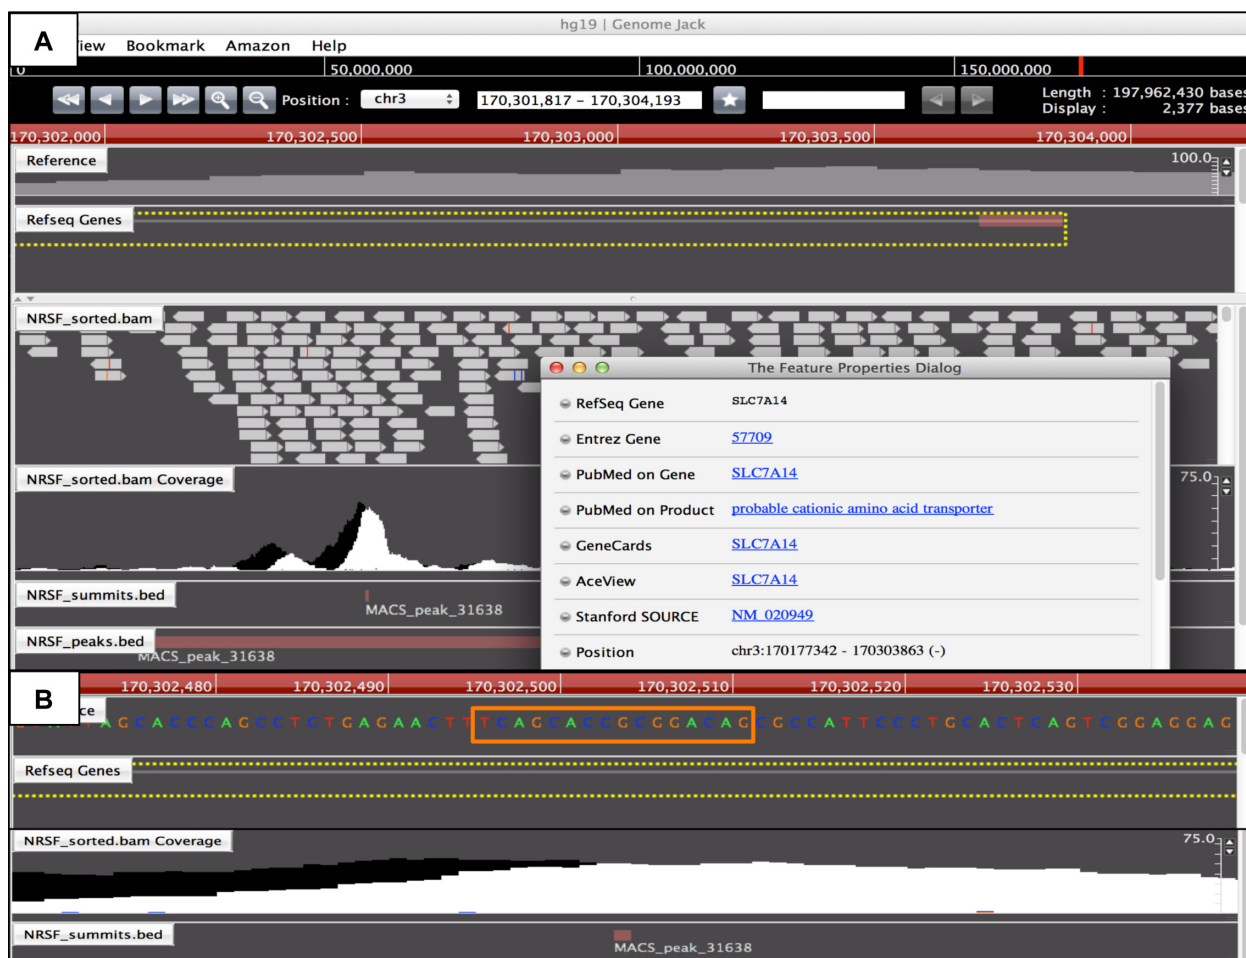 hg19 | Genome Jack
A
iew Bookmark Amazon Help
0 50,000,000 100,000,000 150,000,000
Position : chr3 170,301,817 - 170,304,193 Length : 197,962,430 bases
Display : 2,377 bases
170,302,000 170,302,500 170,303,000 170,303,500 170,304,000
Reference 100.0
Refseq Genes
NRSF_sorted.bam
The Feature Properties Dialog
RefSeq Gene SLC7A14
Entrez Gene 57709
PubMed on Gene SLC7A14
NRSF_sorted.bam Coverage 75.0
PubMed on Product probable cationic amino acid transporter
GeneCards SLC7A14
AceView SLC7A14
NRSF_summits.bed
MACS_peak_31638
Stanford SOURCE NM_020949
NRSF_peaks.bed
MACS_peak_31638
Position chr3:170177342 - 170303863 (-)
B
170,302,480 170,302,490 170,302,500 170,302,510 170,302,520 170,302,530
ce
A G C A C C C A G C C T C T G A G A A C T T T C A G C A C C G C G G A C A G C G C C A T T C C C T G C A C T C A G T C G G A G G A G
Refseq Genes
NRSF_sorted.bam Coverage 75.0
NRSF_summits.bed
MACS_peak_31638